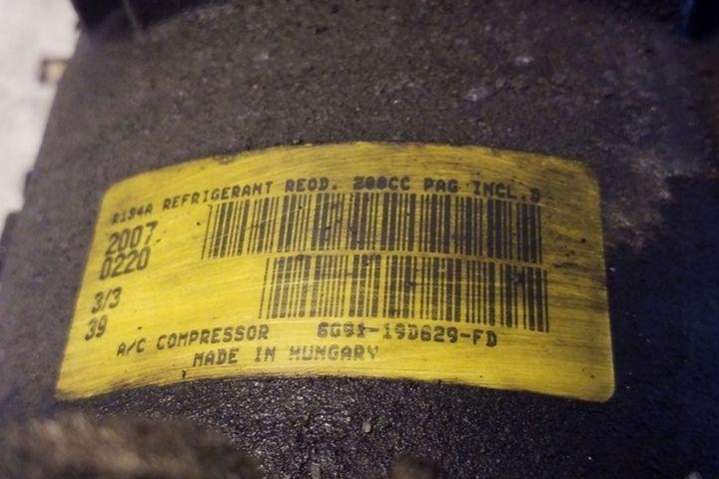 R134A REFRIGERANT REQD. 200CC PAG INCL.D
2007
0220
3/3
39
A/C COMPRESSOR 6G91-19D629-FD
MADE IN HUNGARY